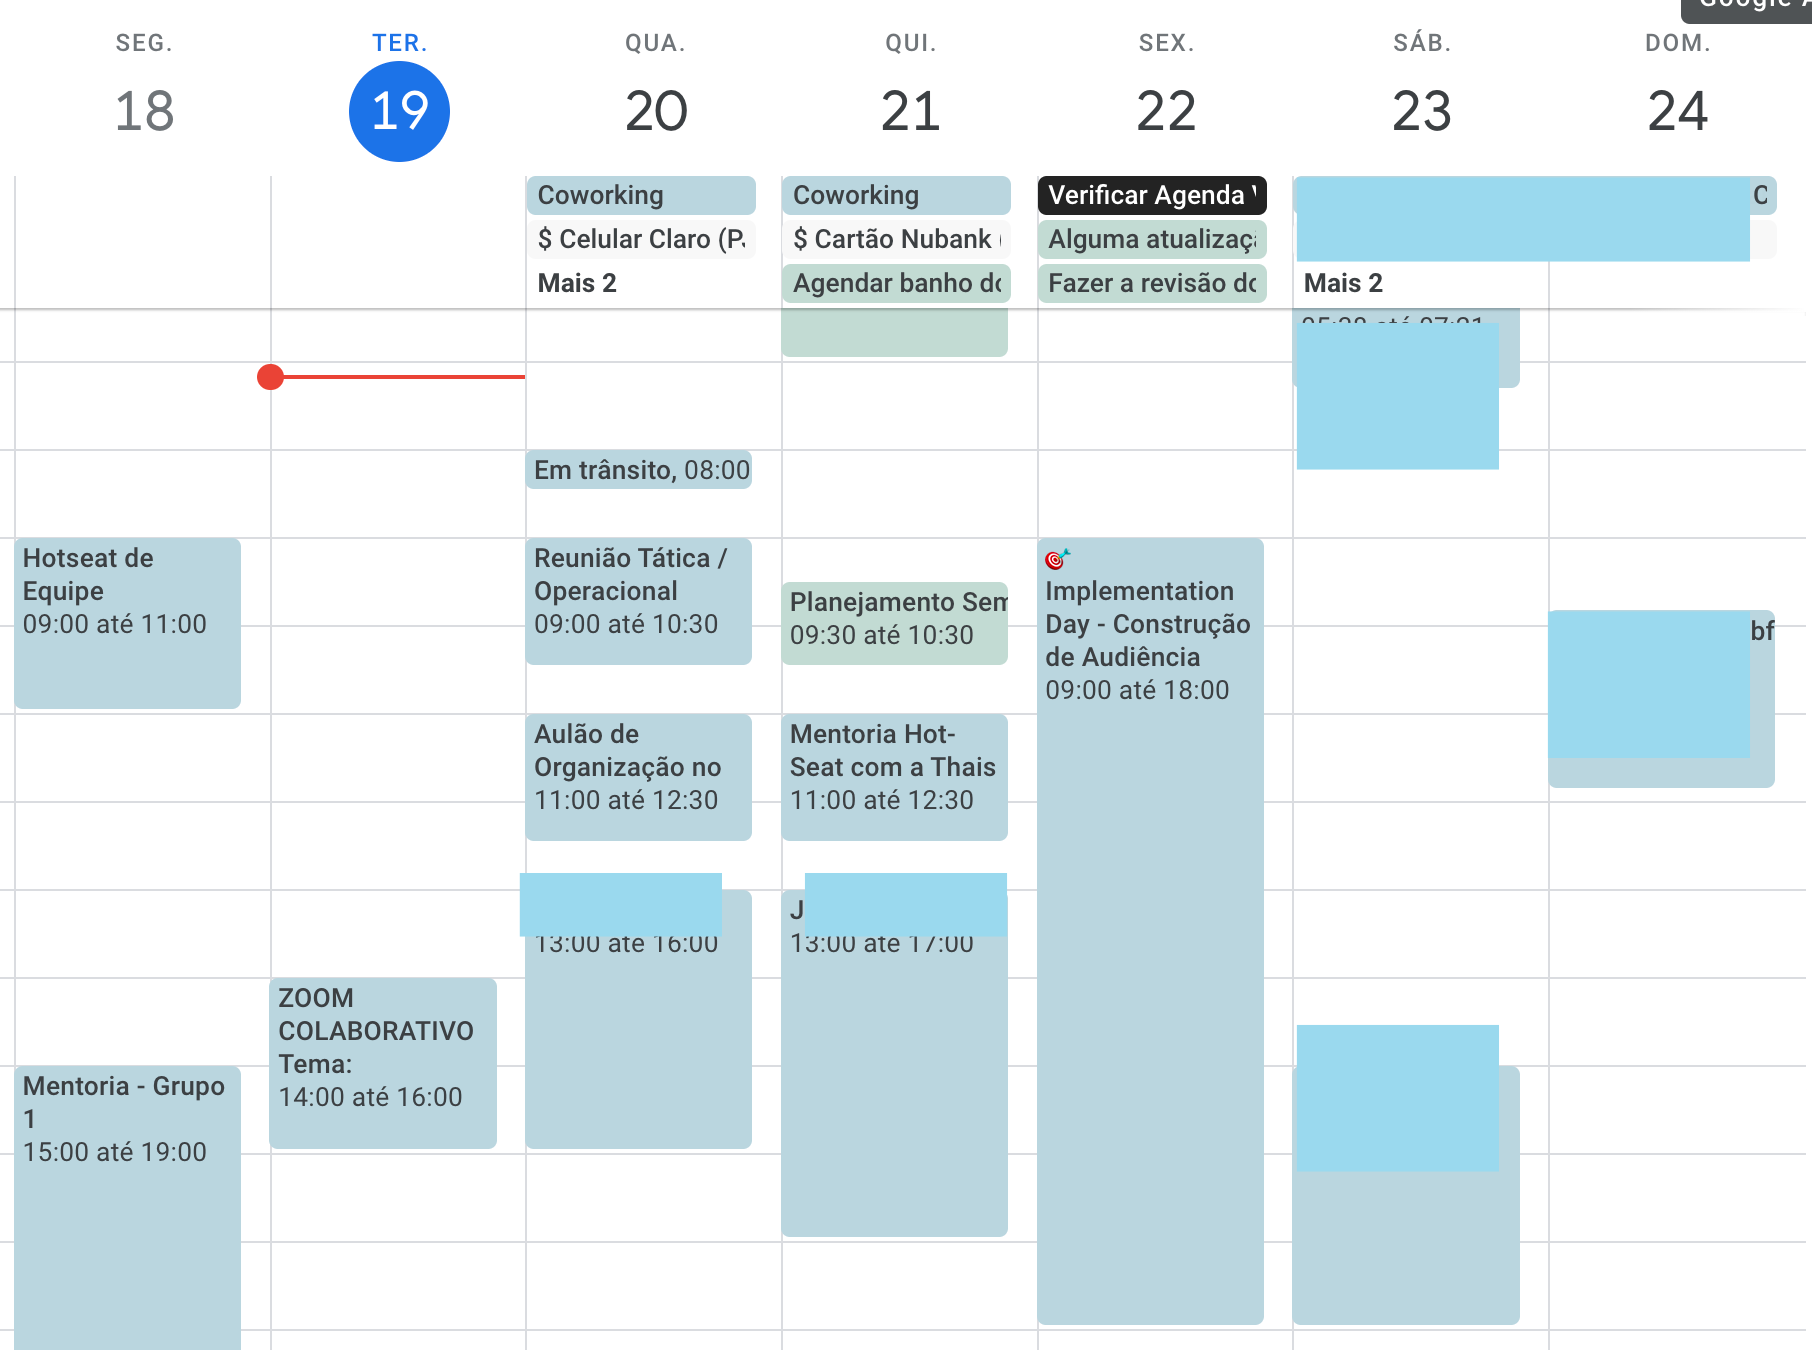 Google
SEG.
TER.
QUA.
QUI.
SEX.
SÁB.
DOM.
18
19
20
21
22
23
24
Coworking
$ Celular Claro (P.
Mais 2
Coworking
$ Cartão Nubank (
Agendar banho do
Verificar Agenda
Alguma atualizaç
Fazer a revisão do
Mais 2
C
Hotseat de
Equipe
09:00 até 11:00
Mentoria - Grupo
1
15:00 até 19:00
ZOOM
COLABORATIVO
Tema:
14:00 até 16:00
Em trânsito, 08:00
Reunião Tática /
Operacional
09:00 até 10:30
Aulão de
Organização no
11:00 até 12:30
13:00 até 16:00
Planejamento Sem
09:30 até 10:30
Mentoria Hot-
Seat com a Thais
11:00 até 12:30
J
13:00 até 17:00
Implementation
Day - Construção
de Audiência
09:00 até 18:00
bf